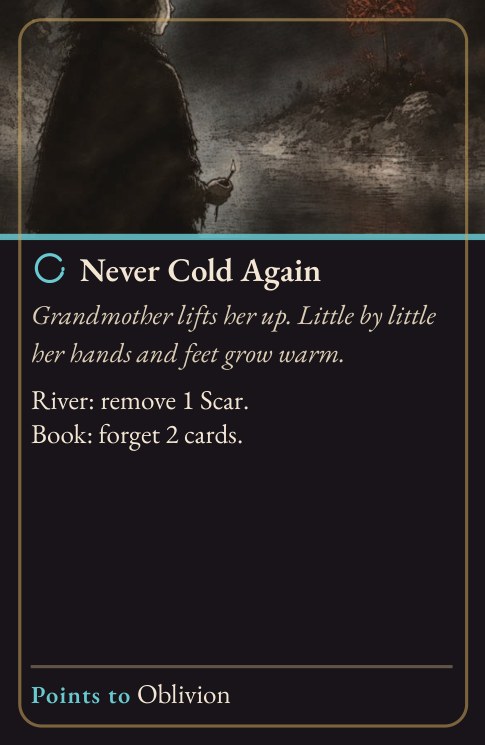 Never Cold Again
Grandmother lifts her up. Little by little
her hands and feet grow warm.
River: remove 1 Scar.
Book: forget 2 cards.
Points to Oblivion